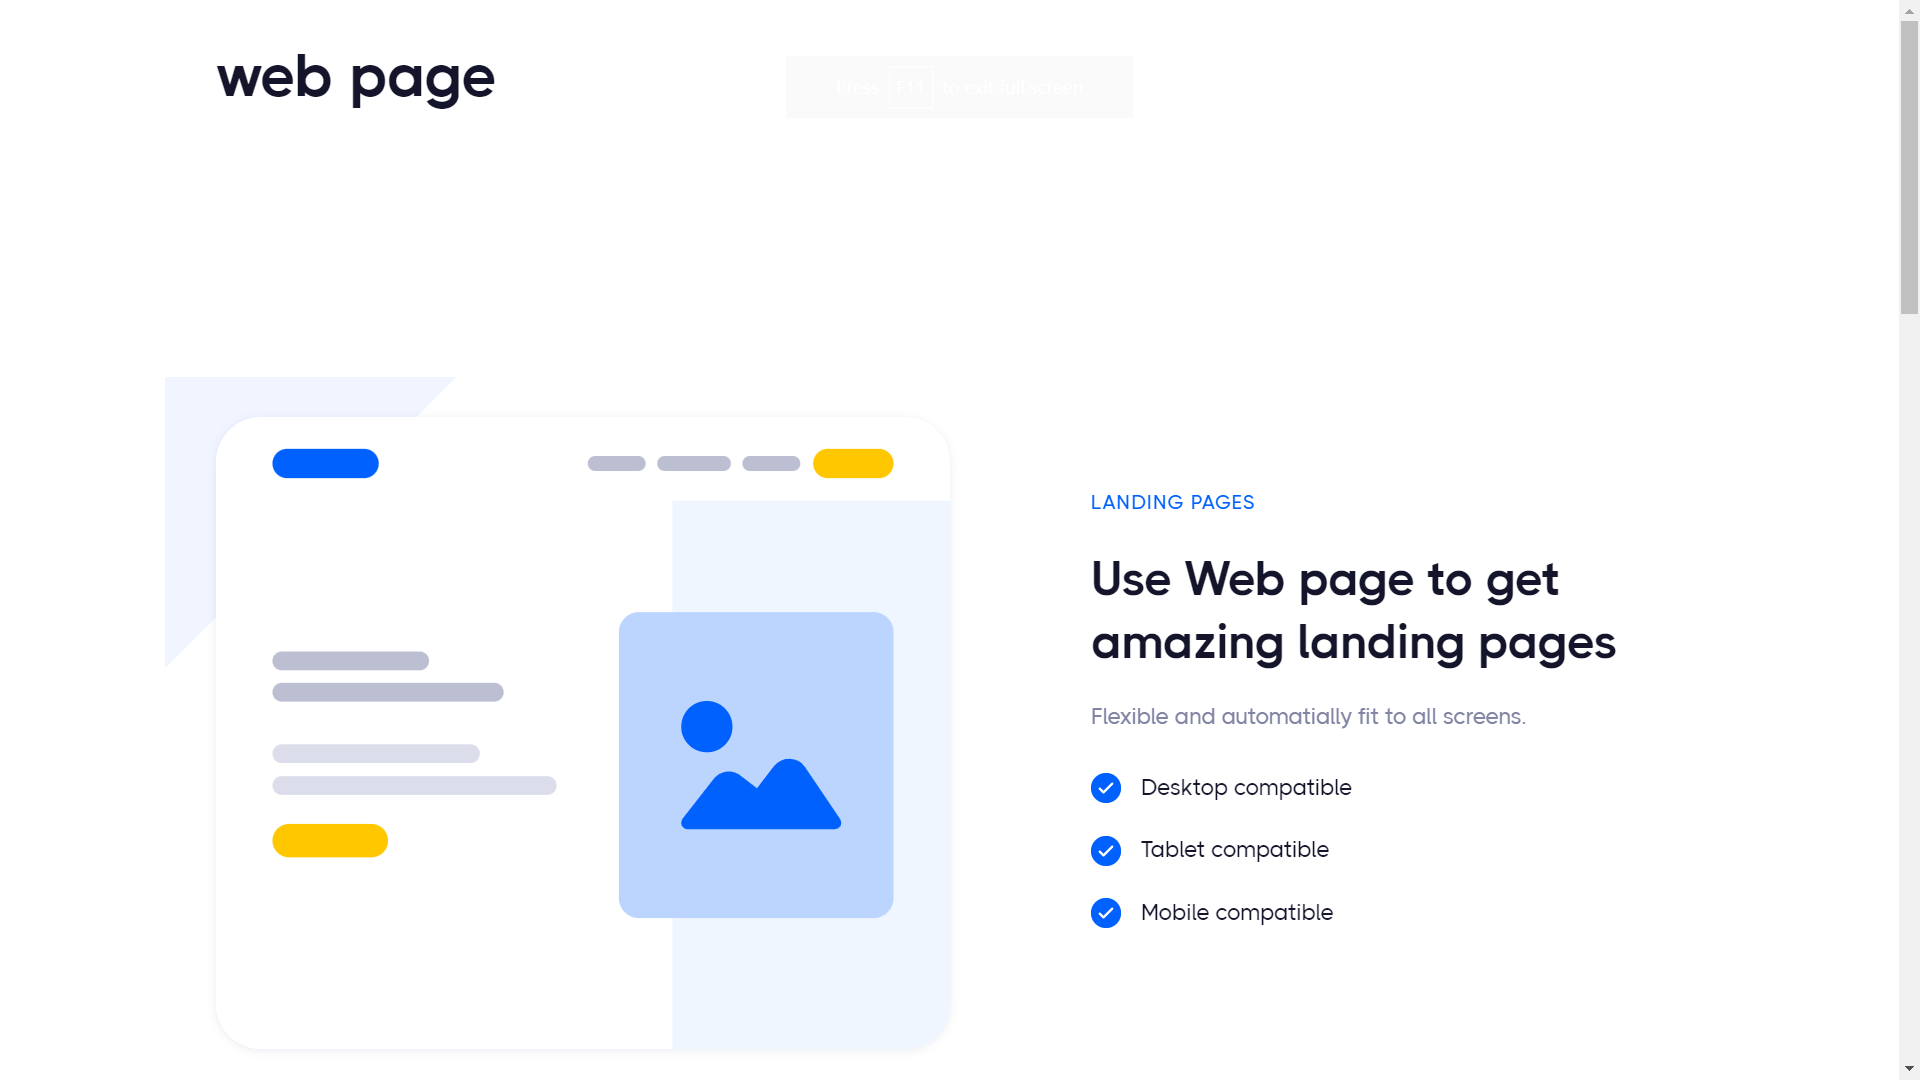 web page
Press F11 to exit full screen
LANDING PAGES
Use Web page to get
amazing landing pages
Flexible and automatially fit to all screens.
Desktop compatible
Tablet compatible
Mobile compatible